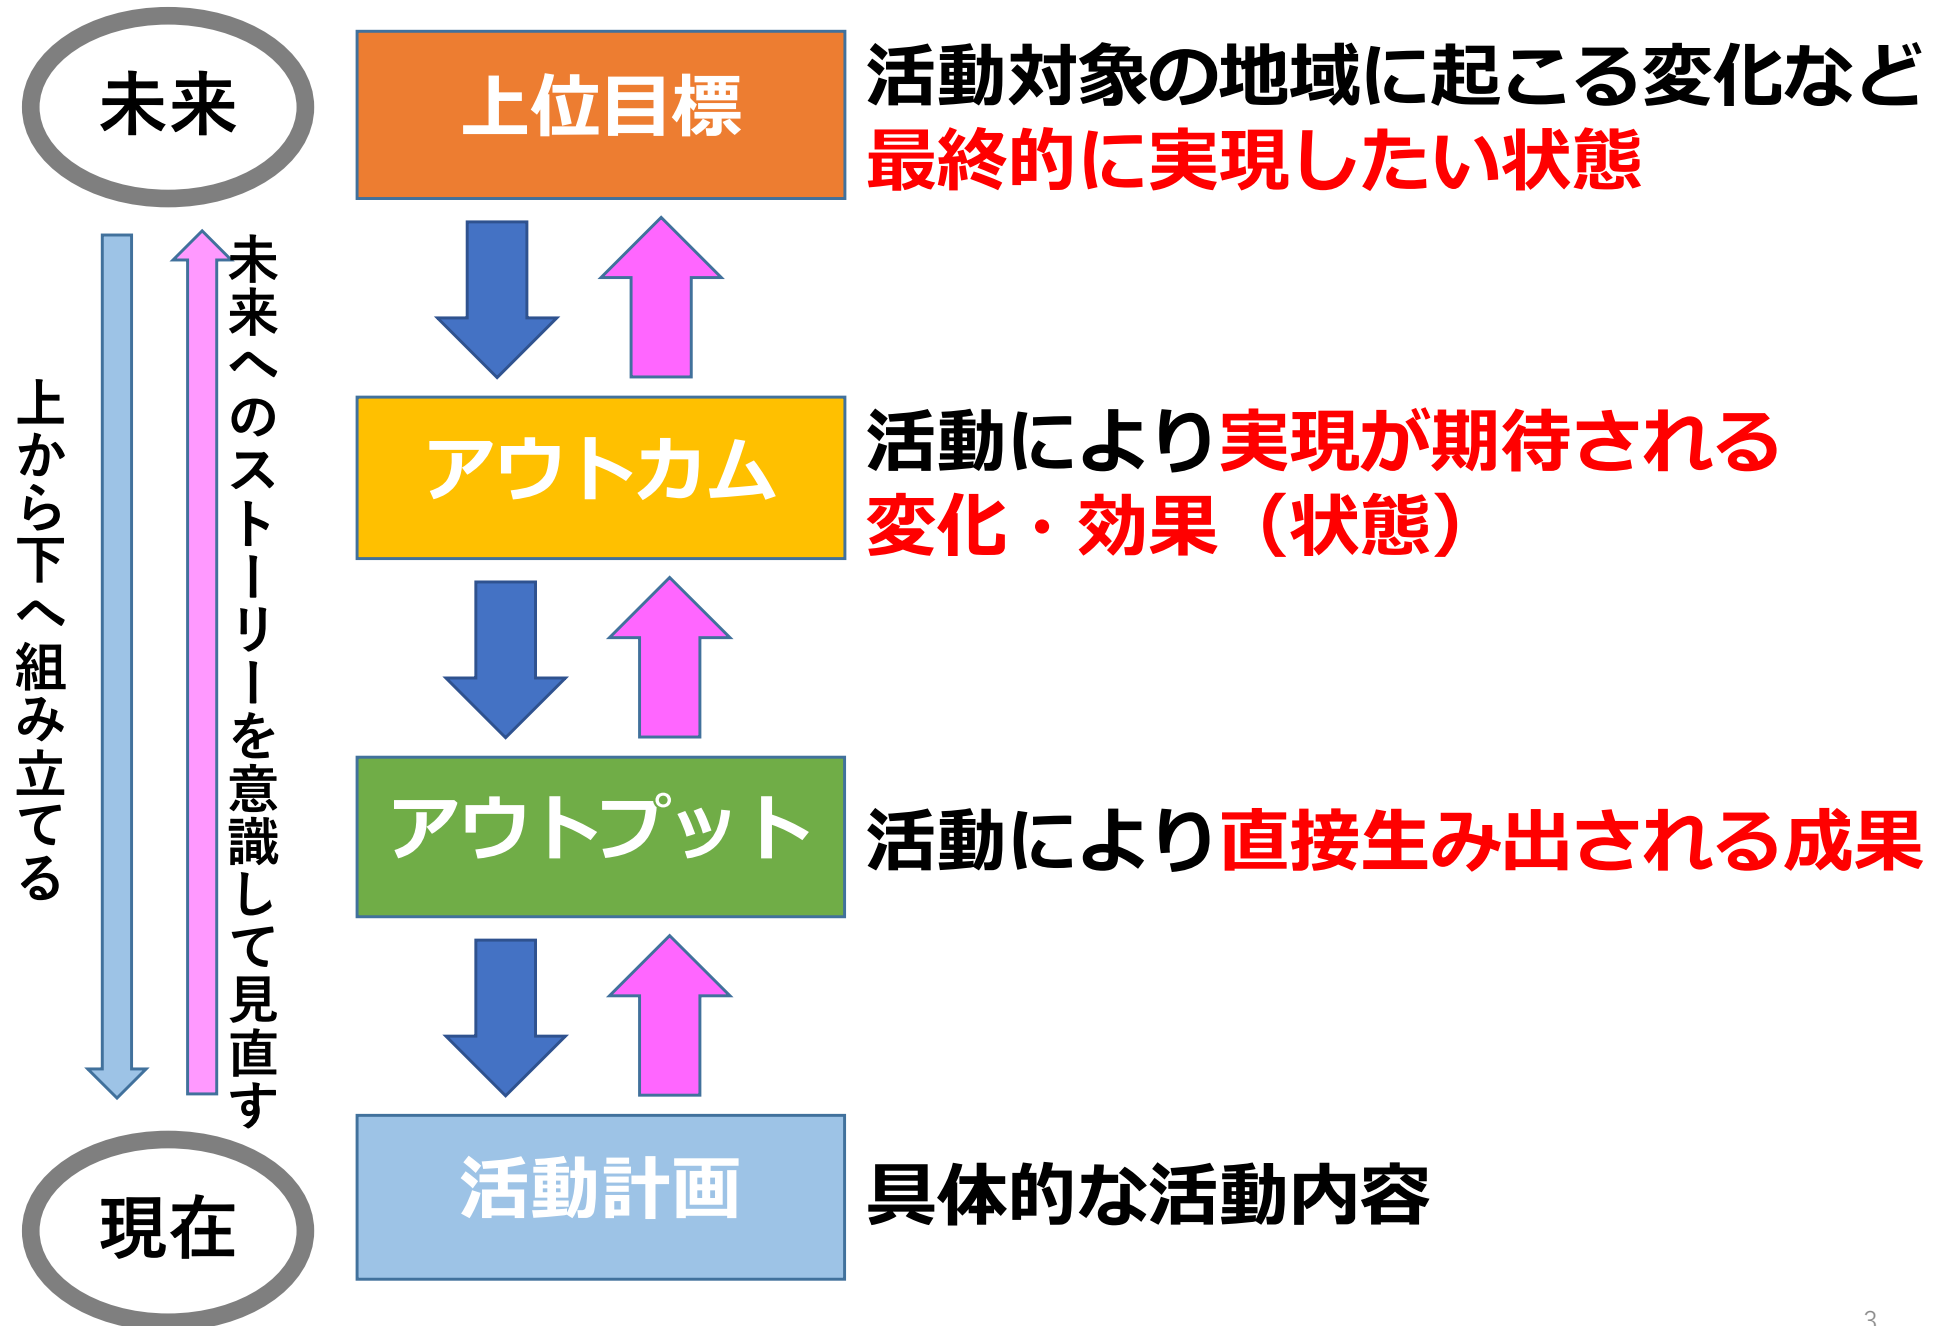 未来
上位目標
活動対象の地域に起こる変化など
最終的に実現したい状態
上から下へ組み立てる
未来へのストーリーを意識して見直す
アウトカム
活動により実現が期待される
変化・効果（状態）
アウトプット
活動により直接生み出される成果
現在
活動計画
具体的な活動内容
3